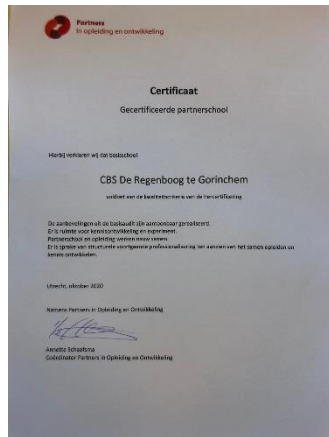 Partners
in opleiding en ontwikkeling
Certificaat
Gecertificeerde partnerschool
Hierbij verklaren wij dat basisschool
CBS De Regenboog te Gorinchem
voldoet aan de kwaliteitscriteria van de hercertificering
De aanbevelingen uit de basisaudit zijn aantoonbaar gerealiseerd.
Er is ruimte voor kennisontwikkeling en experiment.
Partnerschool en opleiding werken nauw samen.
Er is sprake van structurele voortgaande professionalisering ten aanzien van het samen opleiden en
kennis ontwikkelen.
Utrecht, oktober 2020
Namens Partners in Opleiding en Ontwikkeling
Annette Schaafsma
Coördinator Partners in Opleiding en Ontwikkeling